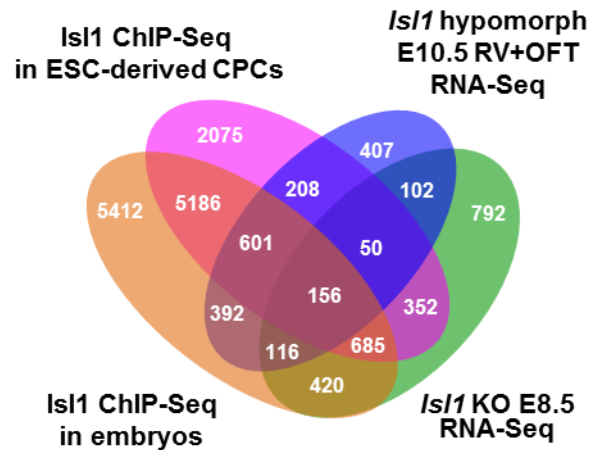 Isl1 ChIP-Seq
in ESC-derived CPCs
Isl1 hypomorph
E10.5 RV+OFT
RNA-Seq
2075
407
5412
5186
208
102
792
601
50
392
156
352
116
685
420
Isl1 ChIP-Seq
in embryos
Isl1 KO E8.5
RNA-Seq